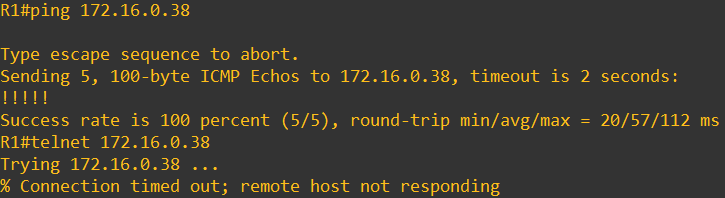 R1#ping 172.16.0.38
Type escape sequence to abort.
Sending 5, 100-byte ICMP Echos to 172.16.0.38, timeout is 2 seconds:
!!!!!
Success rate is 100 percent (5/5), round-trip min/avg/max = 20/57/112 ms
R1#telnet 172.16.0.38
Trying 172.16.0.38 ...
% Connection timed out; remote host not responding